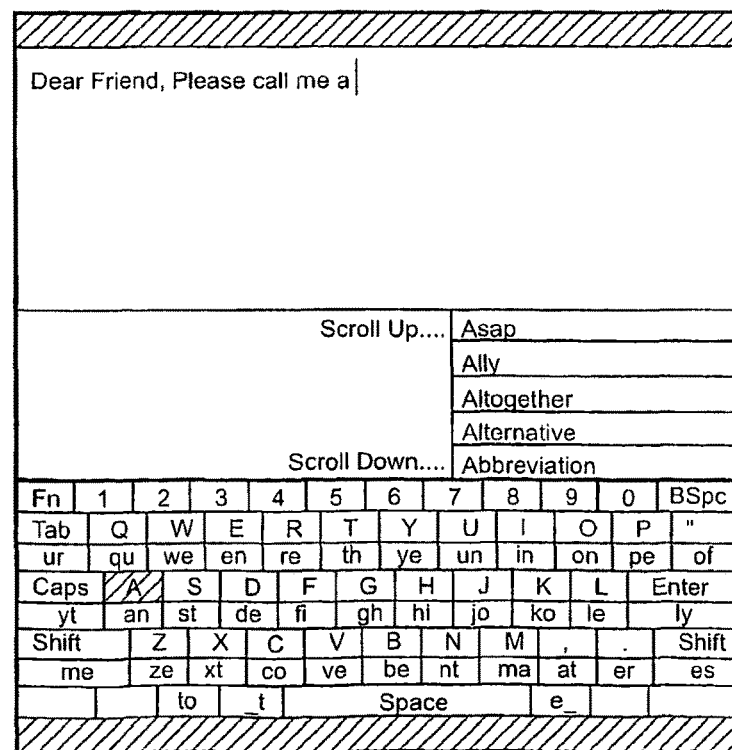 Dear Friend, Please call me a
Scroll Up.... Asap
Ally
Altogether
Alternative
Scroll Down.... Abbreviation
Fn 1 2 3 4 5 6 7 8 9 0 BSpc
Tab Q W E R T Y U I O P "
ur qu we en re th ye un in on pe of
Caps A S D F G H J K L Enter
yt an st de fi gh hi jo ko le ly
Shift Z X C V B N M , . Shift
me ze xt co ve be nt ma at er es
to _t Space e_